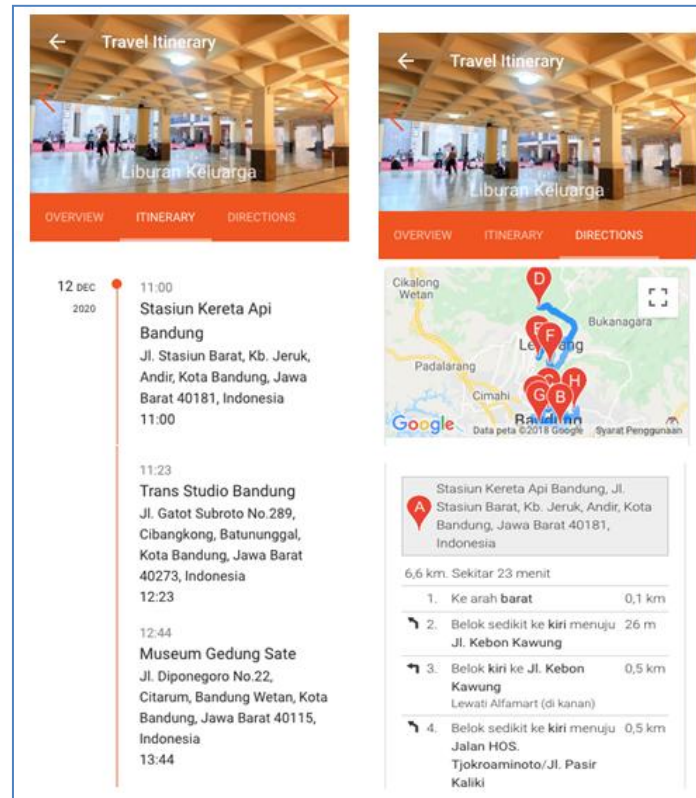 Travel Itinerary
Liburan Keluarga
OVERVIEW ITINERARY DIRECTIONS
12 DEC
2020
11:00
Stasiun Kereta Api
Bandung
Jl. Stasiun Barat, Kb. Jeruk,
Andir, Kota Bandung, Jawa
Barat 40181, Indonesia
11:00
11:23
Trans Studio Bandung
Jl. Gatot Subroto No.289,
Cibangkong, Batununggal,
Kota Bandung, Jawa Barat
40273, Indonesia
12:23
12:44
Museum Gedung Sate
Jl. Diponegoro No.22,
Citarum, Bandung Wetan, Kota
Bandung, Jawa Barat 40115,
Indonesia
13:44
Travel Itinerary
Liburan Keluarga
OVERVIEW ITINERARY DIRECTIONS
Cikalong
Wetan
D
Bukanagara
F
Padalarang
Cimahi
C H
G B
Bandung
Google Data peta ©2018 Google Syarat Penggunaan
A
Stasiun Kereta Api Bandung, Jl.
Stasiun Barat, Kb. Jeruk, Andir, Kota
Bandung, Jawa Barat 40181,
Indonesia
6,6 km. Sekitar 23 menit
1. Ke arah barat 0,1 km
2. Belok sedikit ke kiri menuju 26 m
Jl. Kebon Kawung
3. Belok kiri ke Jl. Kebon 0,5 km
Kawung
Lewati Alfamart (di kanan)
4. Belok sedikit ke kiri menuju 0,5 km
Jalan HOS.
Tjokroaminoto/Jl. Pasir
Kaliki